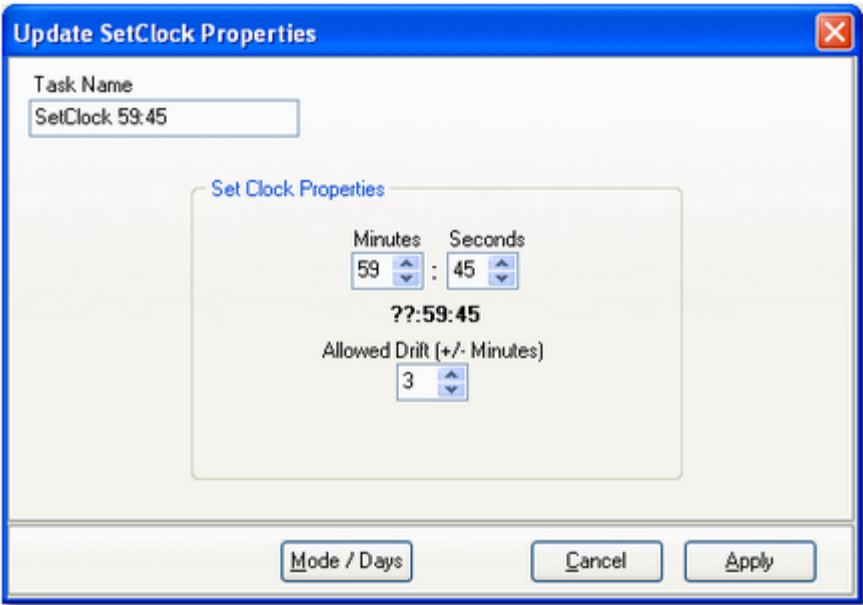 Update SetClock Properties
Task Name
SetClock 59:45
Set Clock Properties
Minutes Seconds
59 : 45
??:59:45
Allowed Drift (+/- Minutes)
3
Mode / Days Cancel Apply